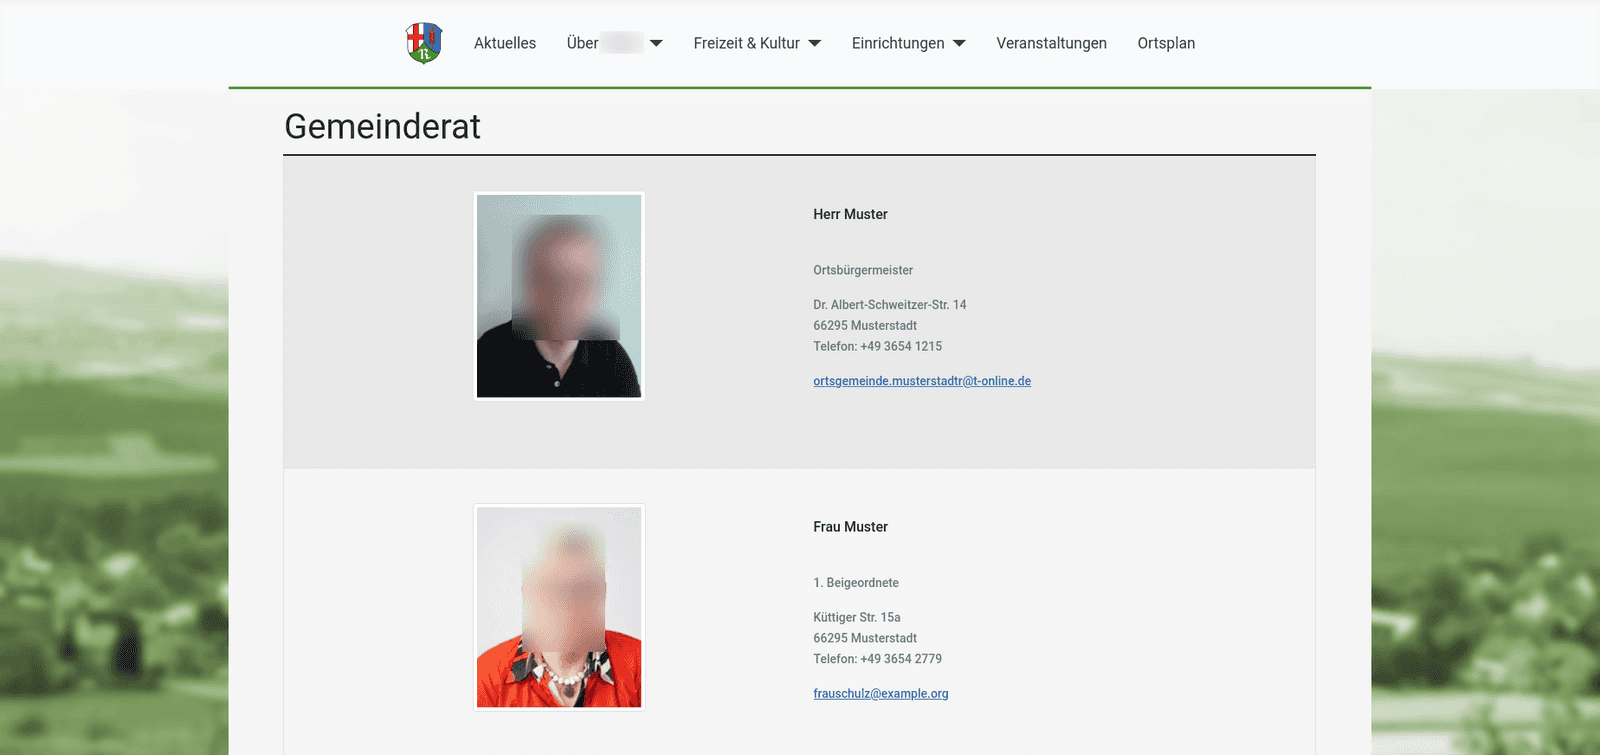 R
Aktuelles
Über
Freizeit & Kultur
Einrichtungen
Veranstaltungen
Ortsplan
Gemeinderat
Herr Muster
Ortsbürgermeister
Dr. Albert-Schweitzer-Str. 14
66295 Musterstadt
Telefon: +49 3654 1215
ortsgemeinde.musterstadtr@t-online.de
Frau Muster
1. Beigeordnete
Küttiger Str. 15a
66295 Musterstadt
Telefon: +49 3654 2779
frauschulz@example.org